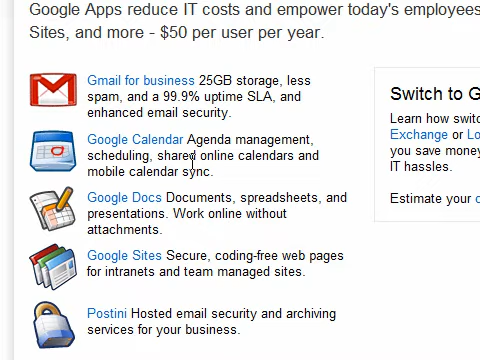 Google Apps reduce IT costs and empower today's employees
Sites, and more - $50 per user per year.
Gmail for business 25GB storage, less
spam, and a 99.9% uptime SLA, and
enhanced email security.
Google Calendar Agenda management,
scheduling, shared online calendars and
mobile calendar sync.
Google Docs Documents, spreadsheets, and
presentations. Work online without
attachments.
Google Sites Secure, coding-free web pages
for intranets and team managed sites.
Postini Hosted email security and archiving
services for your business.
Switch to G
Learn how switc
Exchange or Lo
you save money
IT hassles.
Estimate your c